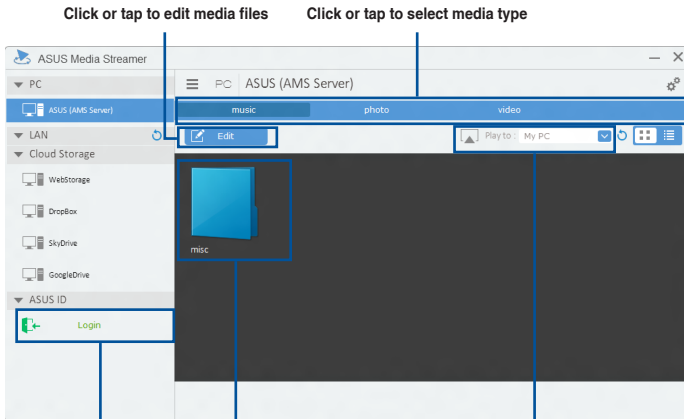 Click or tap to edit media files
Click or tap to select media type
ASUS Media Streamer
PC
PC ASUS (AMS Server)
ASUS (AMS Server)
music
photo
video
LAN
Edit
Play to : My PC
Cloud Storage
WebStorage
DropBox
SkyDrive
GoogleDrive
misc
ASUS ID
Login